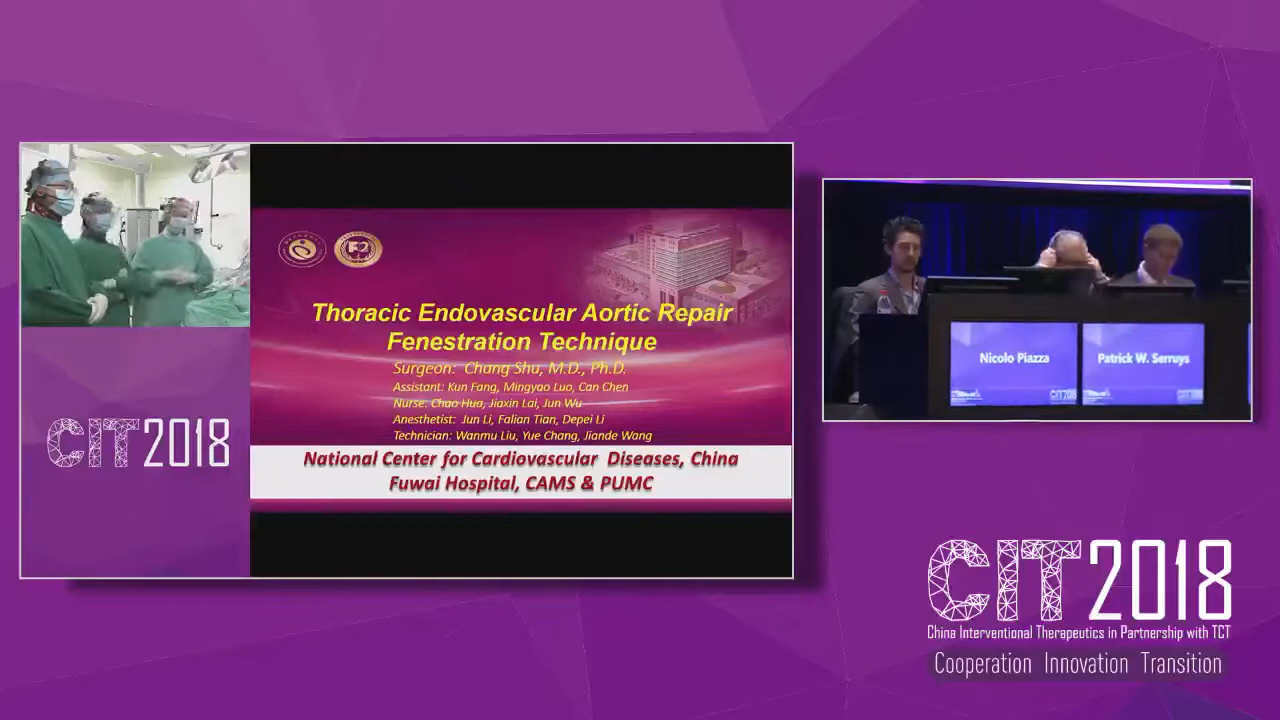 Thoracic Endovascular Aortic Repair
Fenestration Technique
Surgeon: Chang Shu, M.D., Ph.D.
Assistant: Kun Fang, Mingyao Luo, Can Chen
Nurse: Chao Hua, Jiaxin Lai, Jun Wu
Anesthetist: Jun Li, Falian Tian, Depei Li
Technician: Wanmu Liu, Yue Chang, Jiande Wang
National Center for Cardiovascular Diseases, China
Fuwai Hospital, CAMS & PUMC
CIT2018
Nicolo Piazza
Patrick W. Serruys
CIT2018
China Interventional Therapeutics in Partnership with TCT
Cooperation Innovation Transition